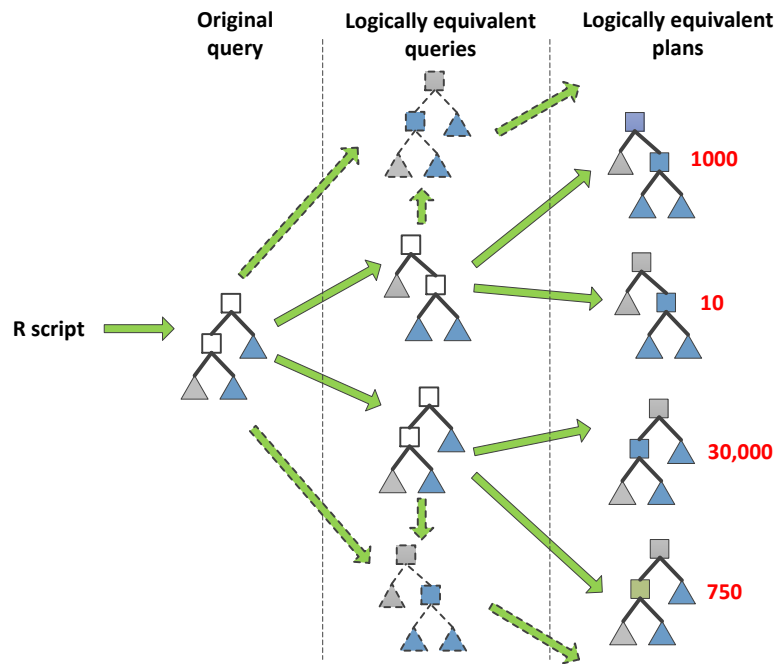 Original
query
Logically equivalent
queries
Logically equivalent
plans
1000
10
R script
30,000
750